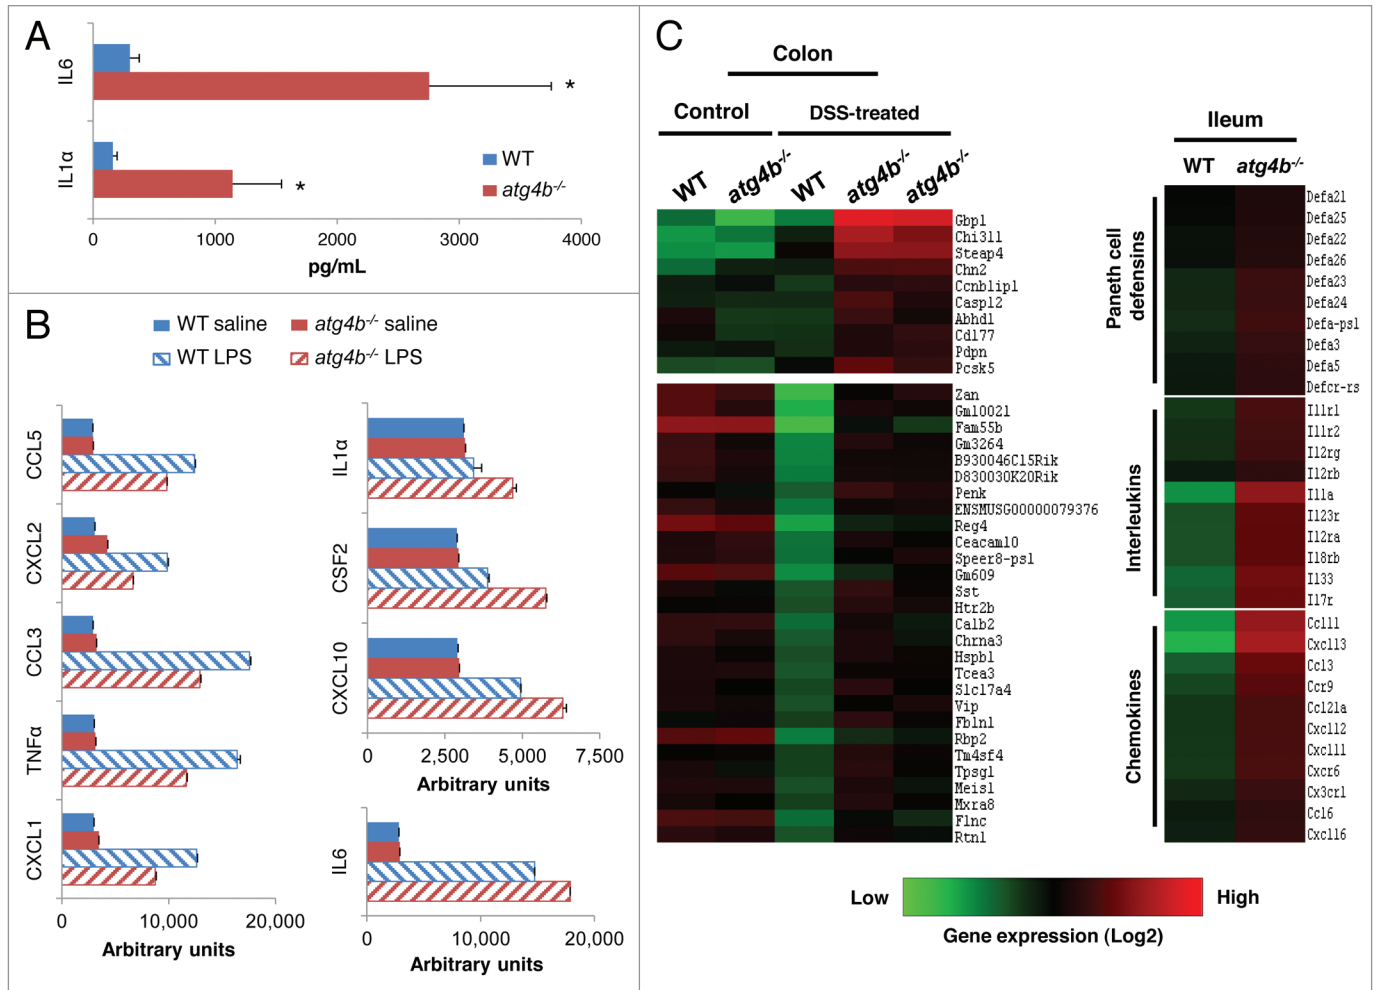 A
IL6
IL1α
WT
atg4b-/-
*
*
0 1000 2000 3000 4000
pg/mL
B
WT saline
atg4b-/- saline
WT LPS
atg4b-/- LPS
CCL5
CXCL2
CCL3
TNFα
CXCL1
0 10,000 20,000
Arbitrary units
IL1α
CSF2
CXCL10
0 2,500 5,000 7,500
Arbitrary units
IL6
0 10,000 20,000
Arbitrary units
C
Colon
Control
DSS-treated
WT atg4b-/- WT atg4b-/- atg4b-/-
Gbp1
Chi3l1
Steap4
Chn2
Ccnb1ip1
Casp12
Abhd1
Cd177
Pdpn
Pcsk5
Zan
Gm10021
Fam55b
Gm3264
B930046C15Rik
D830030K20Rik
Penk
ENSMUSG00000079376
Reg4
Ceacam10
Speer8-ps1
Gm609
Sst
Htr2b
Calb2
Chrna3
Hspb1
Tcea3
Slc17a4
Vip
Fbln1
Rbp2
Tm4sf4
Tpsg1
Meis1
Mxra8
Flnc
Rtn1
Ileum
WT atg4b-/-
Paneth cell
defensins
Defa21
Defa25
Defa22
Defa26
Defa23
Defa24
Defa-ps1
Defa3
Defa5
Defcr-rs
Interleukins
Il1r1
Il1r2
Il2rg
Il2rb
Il1a
Il23r
Il2ra
Il8rb
Il33
Il7r
Chemokines
Ccl11
Cxcl13
Ccl3
Ccr9
Ccl21a
Cxcl12
Cxcl11
Cxcr6
Cx3cr1
Ccl6
Cxcl16
Low
High
Gene expression (Log2)